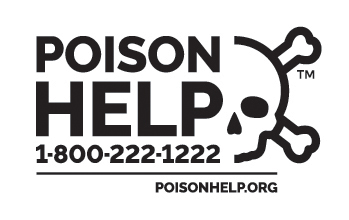 POISON
HELP
™
1-800-222-1222
POISONHELP.ORG